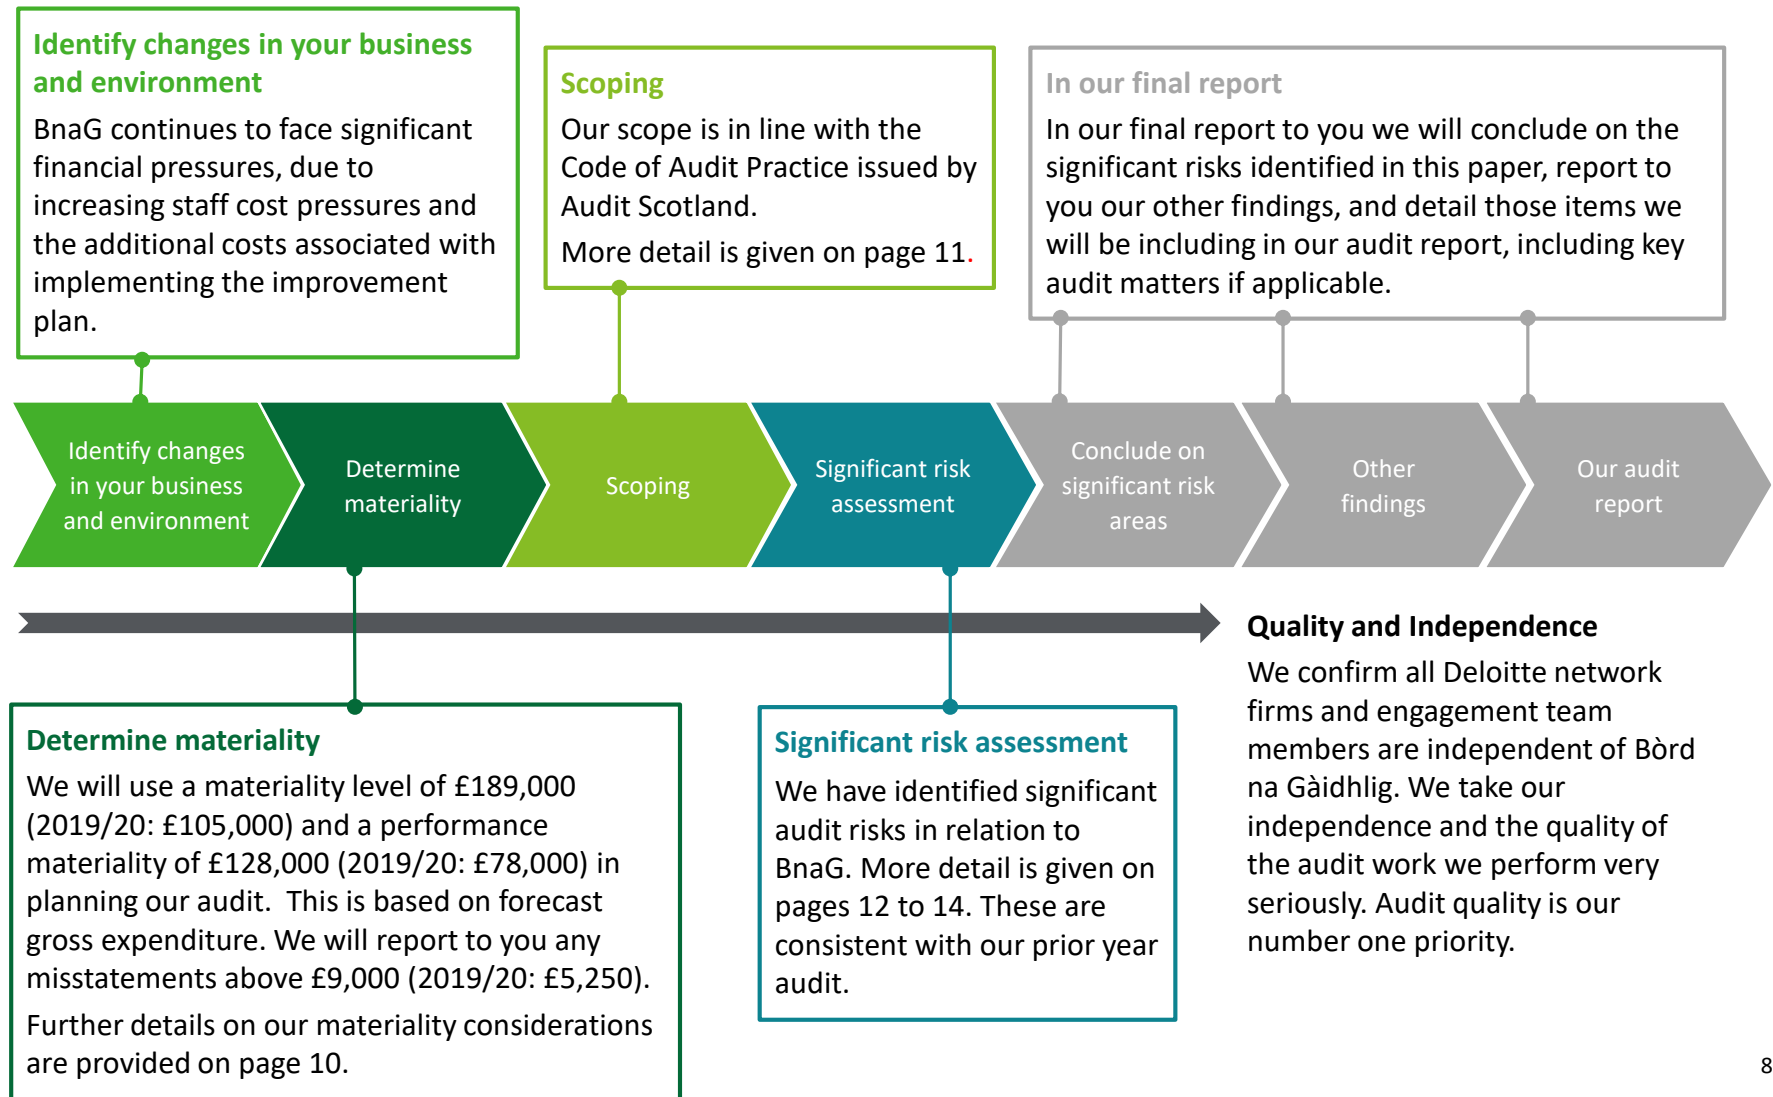 Identify changes in your business
and environment
BnaG continues to face significant
financial pressures, due to
increasing staff cost pressures and
the additional costs associated with
implementing the improvement
plan.
Scoping
Our scope is in line with the
Code of Audit Practice issued by
Audit Scotland.
More detail is given on page 11.
In our final report
In our final report to you we will conclude on the
significant risks identified in this paper, report to
you our other findings, and detail those items we
will be including in our audit report, including key
audit matters if applicable.
Identify changes
in your business
and environment
Determine
materiality
Scoping
Significant risk
assessment
Conclude on
significant risk
areas
Other
findings
Our audit
report
Determine materiality
We will use a materiality level of £189,000
(2019/20: £105,000) and a performance
materiality of £128,000 (2019/20: £78,000) in
planning our audit.  This is based on forecast
gross expenditure. We will report to you any
misstatements above £9,000 (2019/20: £5,250).
Further details on our materiality considerations
are provided on page 10.
Significant risk assessment
We have identified significant
audit risks in relation to
BnaG. More detail is given on
pages 12 to 14. These are
consistent with our prior year
audit.
Quality and Independence
We confirm all Deloitte network
firms and engagement team
members are independent of Bòrd
na Gàidhlig. We take our
independence and the quality of
the audit work we perform very
seriously. Audit quality is our
number one priority.
8